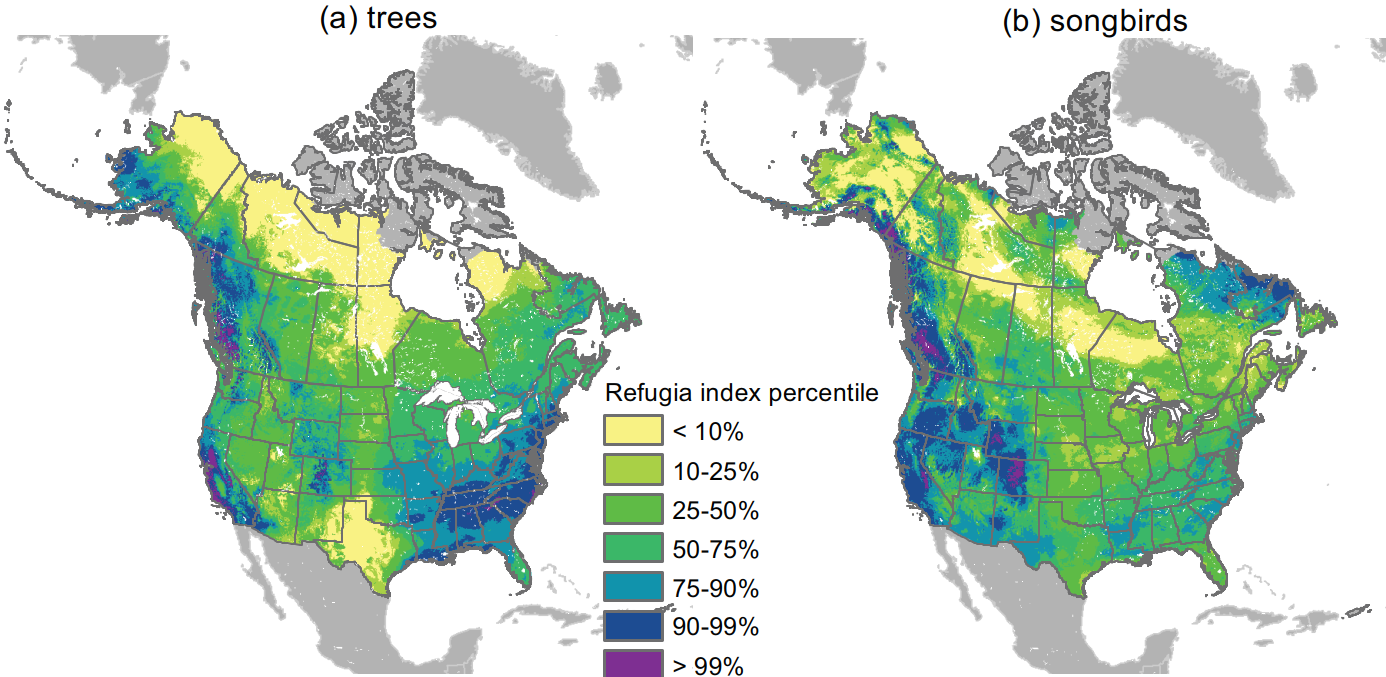 (a) trees
(b) songbirds
Refugia index percentile
< 10%
10-25%
25-50%
50-75%
75-90%
90-99%
> 99%